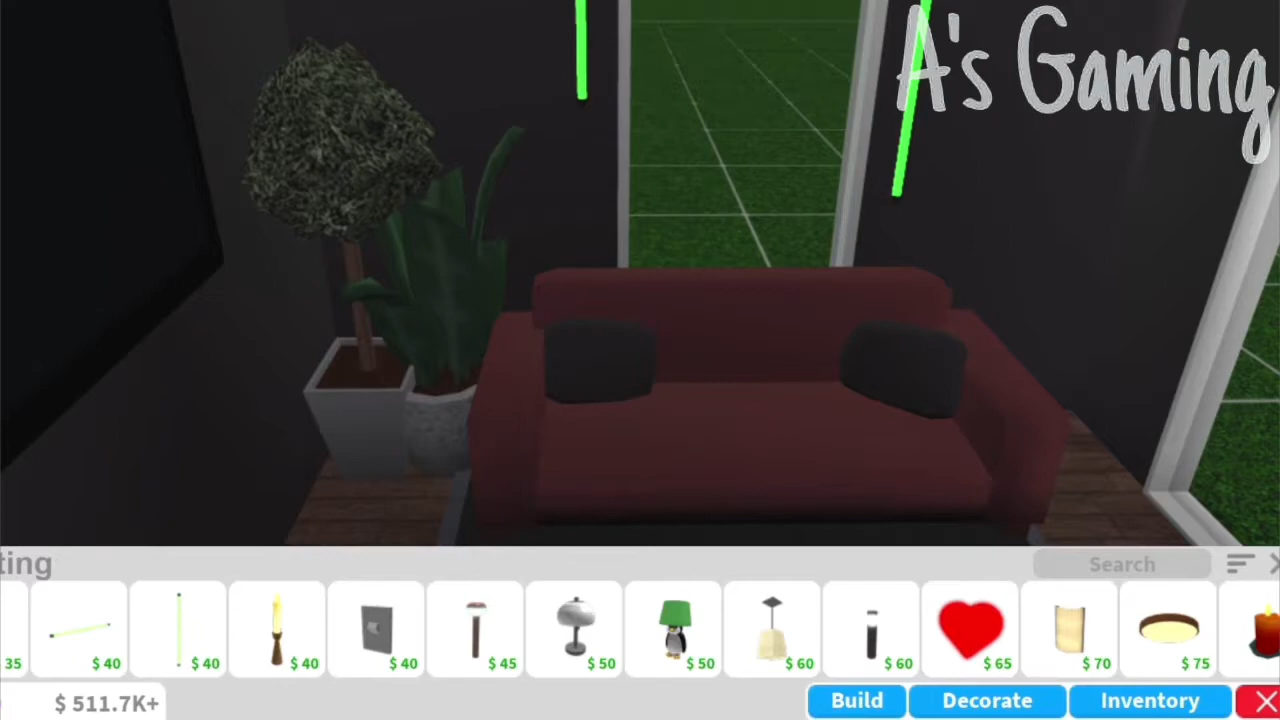 A's Gaming
ting
Search
35
$ 40
$ 40
$ 40
$ 40
$ 45
$ 50
$ 50
$ 60
$ 60
$ 65
$ 70
$ 75
$ 511.7K+
Build
Decorate
Inventory